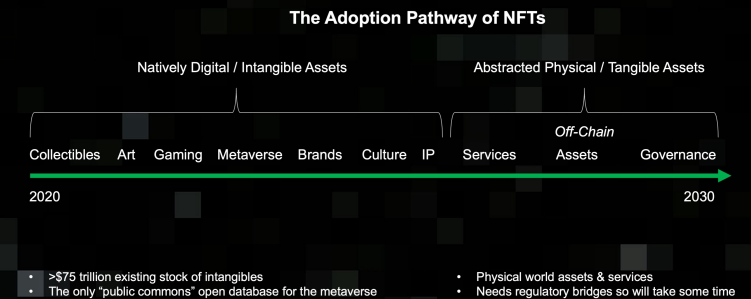 The Adoption Pathway of NFTs
Natively Digital / Intangible Assets
Abstracted Physical / Tangible Assets
Off-Chain
Collectibles Art Gaming Metaverse Brands Culture IP Services Assets Governance
2020 2030
• >$75 trillion existing stock of intangibles
• The only “public commons” open database for the metaverse
• Physical world assets & services
• Needs regulatory bridges so will take some time